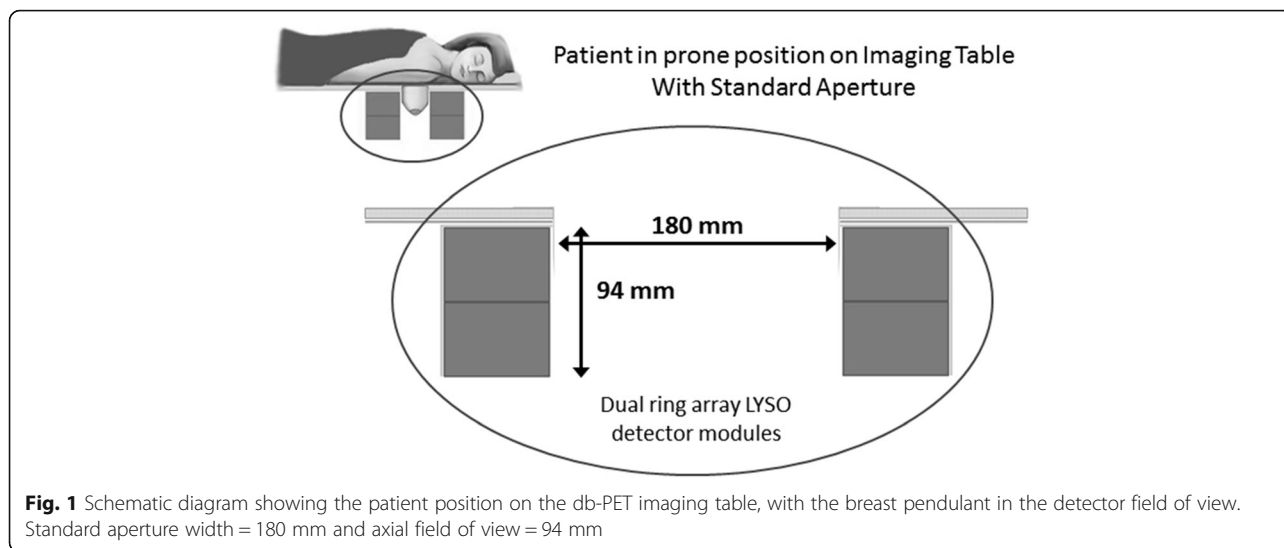 Patient in prone position on Imaging Table
With Standard Aperture
180 mm
94 mm
Dual ring array LYSO
detector modules
Fig. 1 Schematic diagram showing the patient position on the db-PET imaging table, with the breast pendulant in the detector field of view.
Standard aperture width = 180 mm and axial field of view = 94 mm